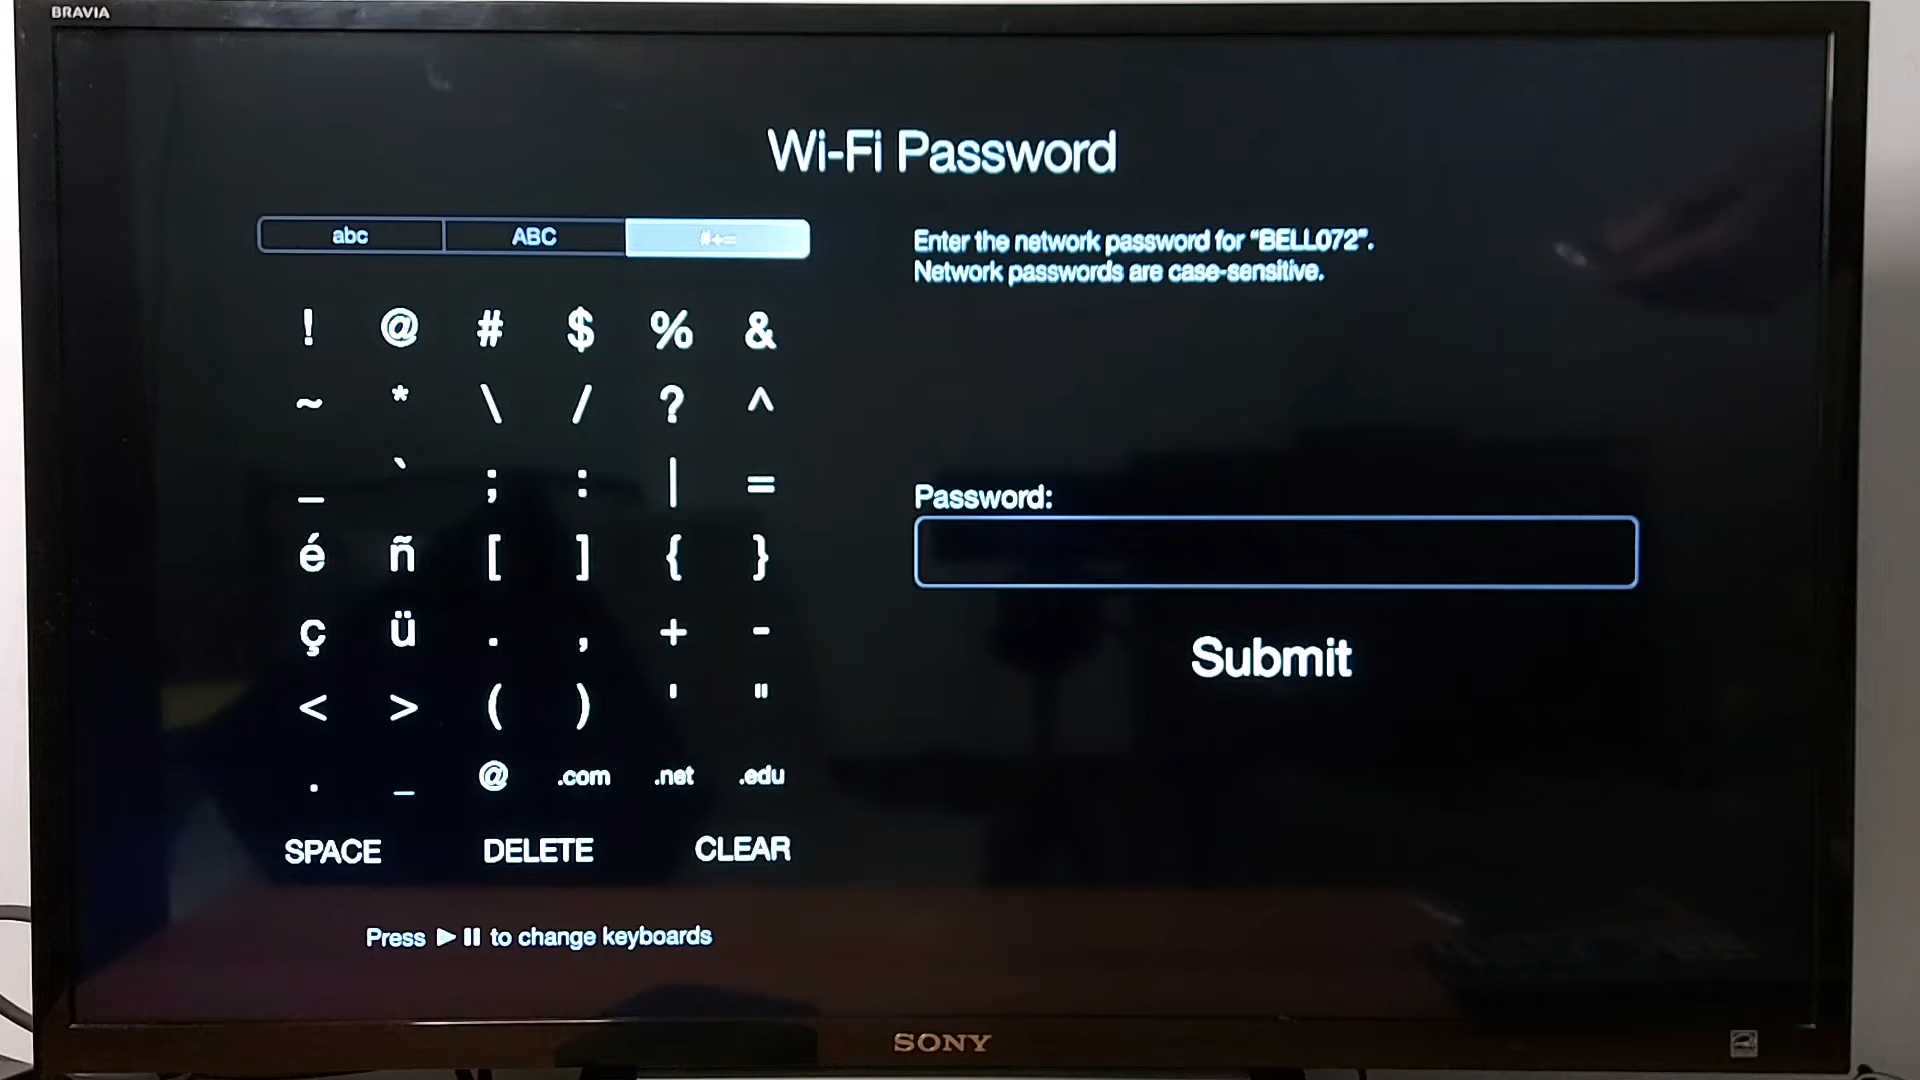 BRAVIA
Wi-Fi Password
abc ABC #+=
Enter the network password for “BELL072”.
Network passwords are case-sensitive.
! @ # $ % &
~ * \ / ? ^
_ ` ; : | =
é ñ [ ] { }
ç ü . , + -
< > ( ) ' "
. _ @ .com .net .edu
SPACE DELETE CLEAR
Press ▶❚❚ to change keyboards
Password:
Submit
SONY